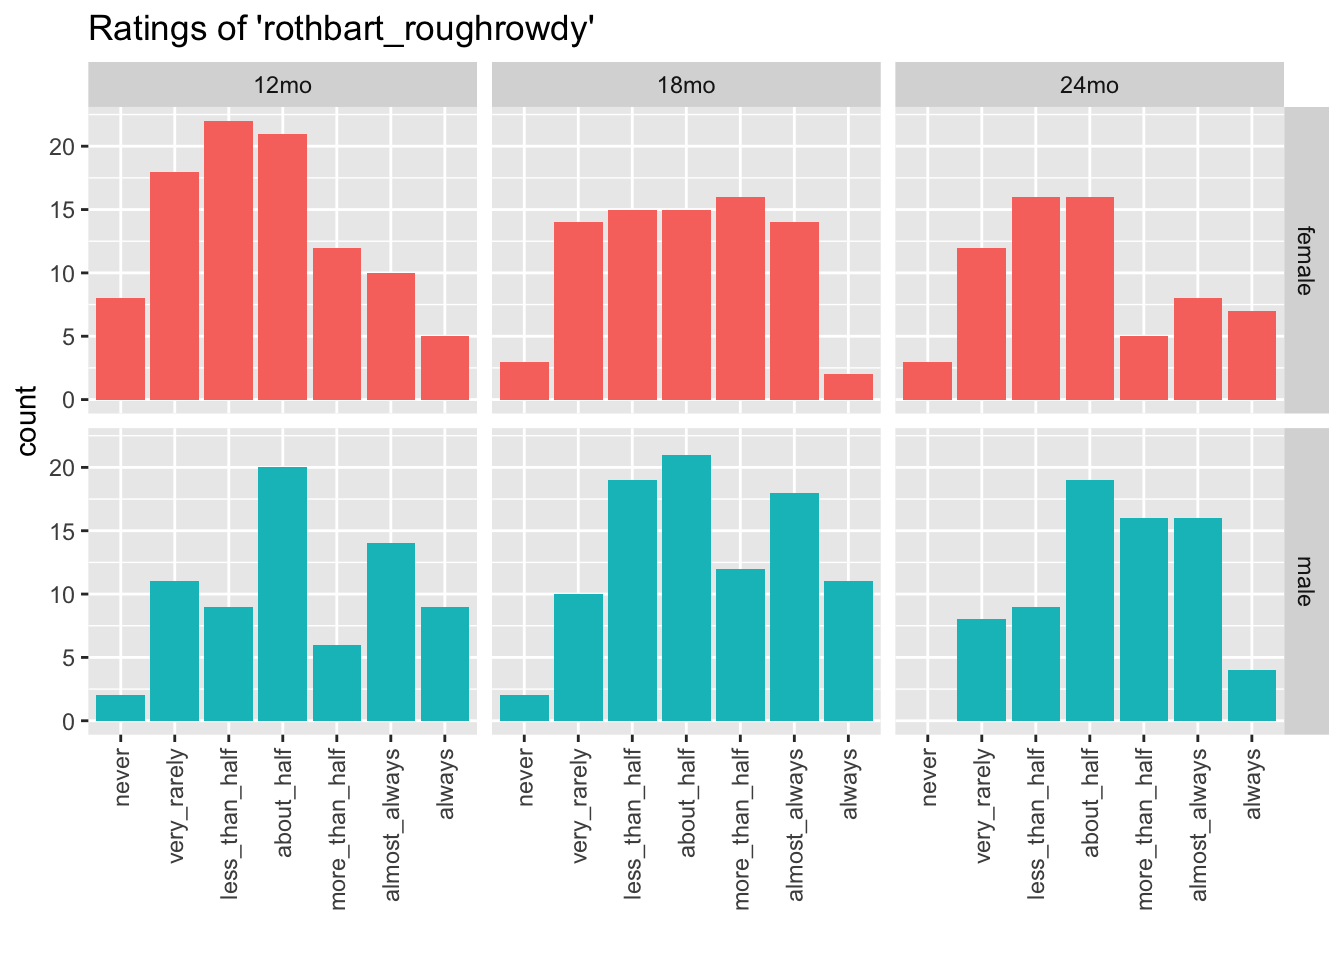 Ratings of 'rothbart_roughrowdy'
12mo 18mo 24mo
20
15
10
5
0
female
count
20
15
10
5
0
male
never very_rarely less_than_half about_half more_than_half almost_always always never very_rarely less_than_half about_half more_than_half almost_always always never very_rarely less_than_half about_half more_than_half almost_always always